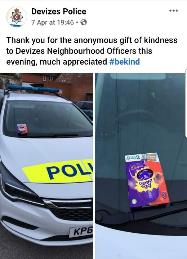 Devizes Police
7 Apr at 19:46 •
Thank you for the anonymous gift of kindness
to Devizes Neighbourhood Officers this
evening, much appreciated #bekind
POLI
KP6